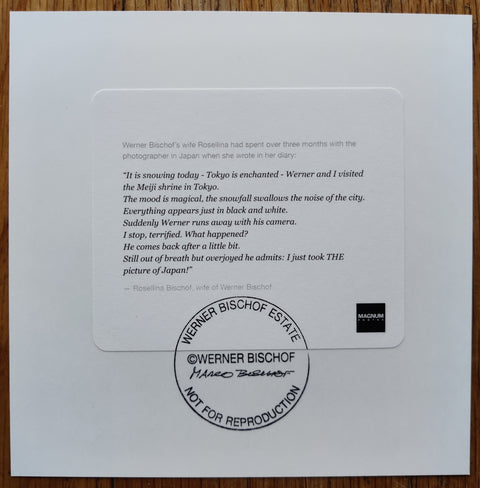 Werner Bischof's wife Rosellina had spent over three months with the
photographer in Japan when she wrote in her diary:
"It is snowing today - Tokyo is enchanted - Werner and I visited
the Meiji shrine in Tokyo.
The mood is magical, the snowfall swallows the noise of the city.
Everything appears just in black and white.
Suddenly Werner runs away with his camera.
I stop, terrified. What happened?
He comes back after a little bit.
Still out of breath but overjoyed he admits: I just took THE
picture of Japan!"
— Rosellina Bischof, wife of Werner Bischof
MAGNUM
PHOTOS
WERNER BISCHOF ESTATE
©WERNER BISCHOF
MARCO BISCHOF
NOT FOR REPRODUCTION